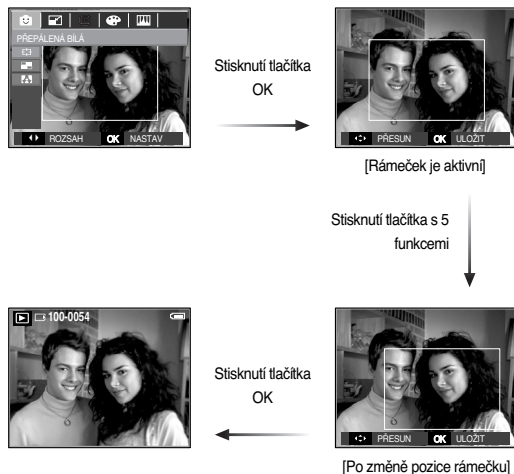 PŘEPÁLENÁ BÍLÁ
ROZSAH OK NASTAV
Stisknutí tlačítka
OK
PŘESUN OK ULOŽIT
[Rámeček je aktivní]
Stisknutí tlačítka s 5
funkcemi
100-0054
Stisknutí tlačítka
OK
PŘESUN OK ULOŽIT
[Po změně pozice rámečku]